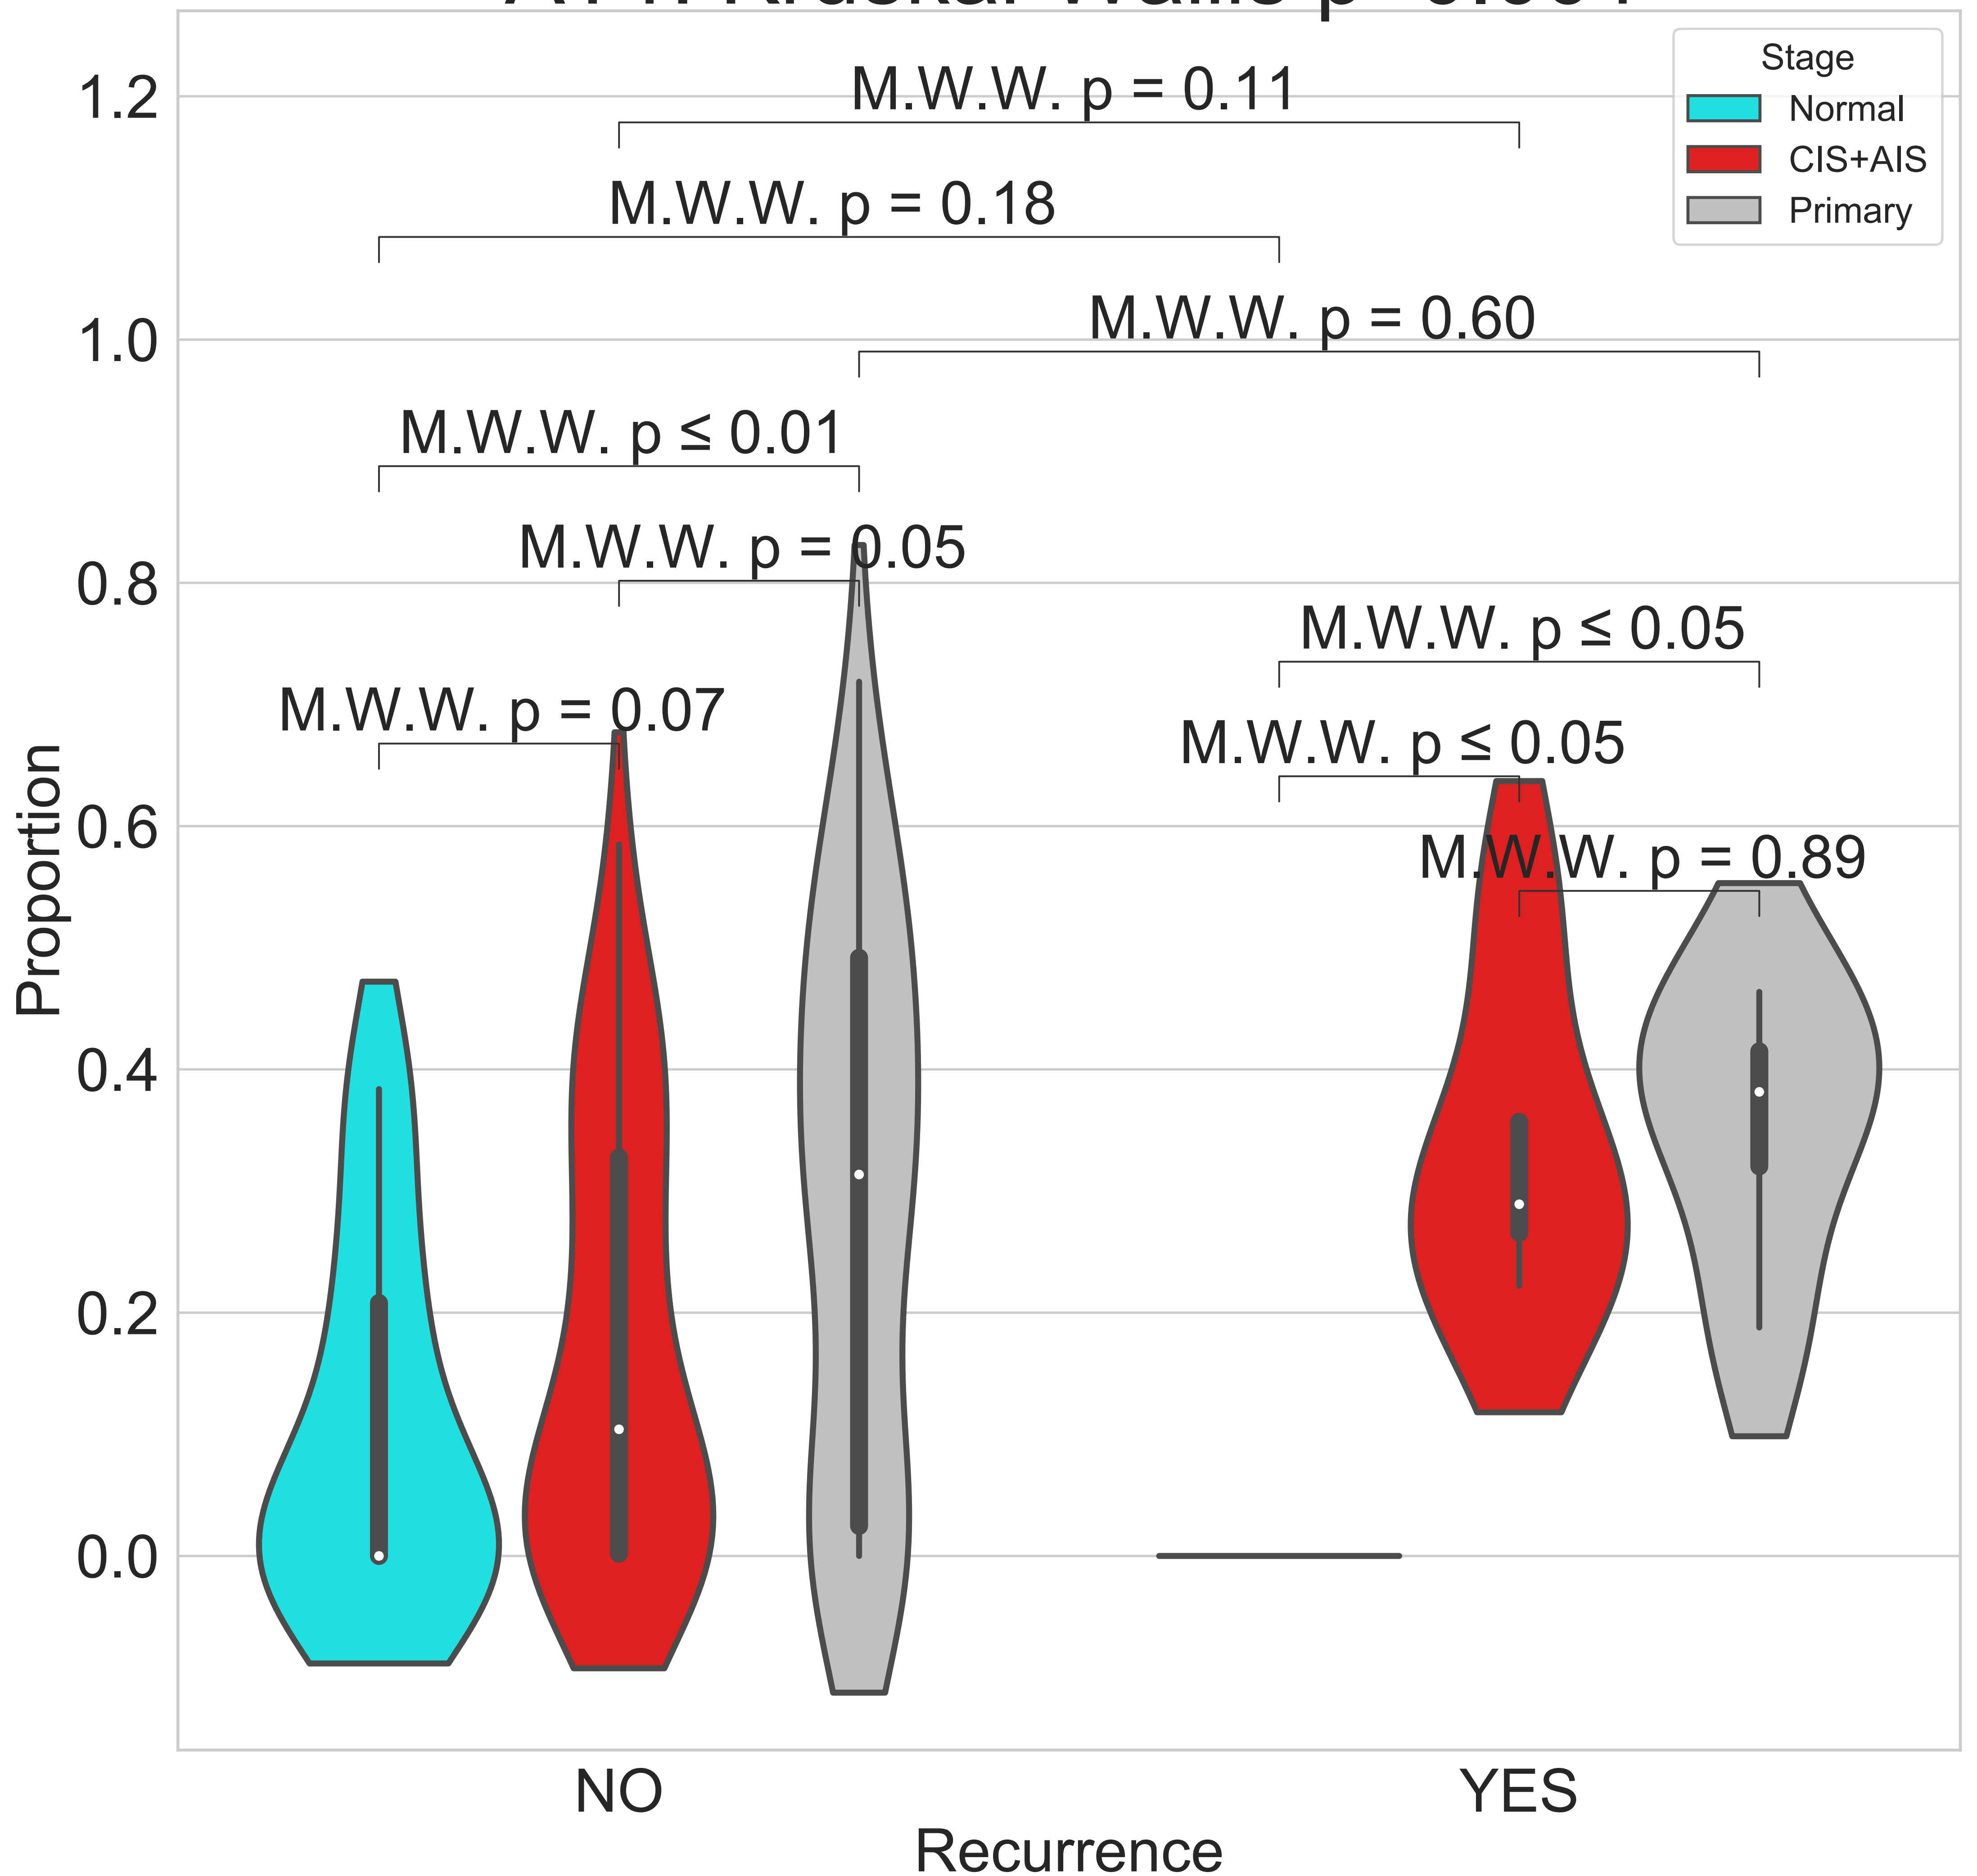 Stage
Normal
CIS+AIS
Primary
M.W.W. p = 0.11
M.W.W. p = 0.18
M.W.W. p = 0.60
M.W.W. p ≤ 0.01
M.W.W. p = 0.05
M.W.W. p ≤ 0.05
M.W.W. p = 0.07
M.W.W. p ≤ 0.05
M.W.W. p = 0.89
1.2
1.0
0.8
0.6
0.4
0.2
0.0
Proportion
NO
YES
Recurrence